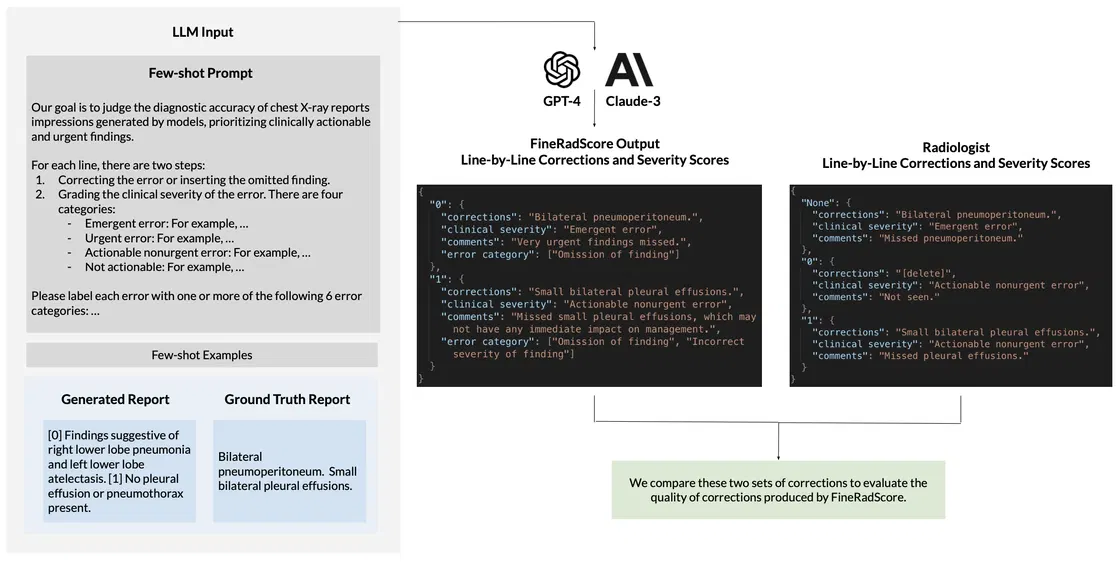 LLM Input
Few-shot Prompt
Our goal is to judge the diagnostic accuracy of chest X-ray reports
impressions generated by models, prioritizing clinically actionable
and urgent findings.
For each line, there are two steps:
1. Correcting the error or inserting the omitted finding.
2. Grading the clinical severity of the error. There are four
categories:
- Emergent error: For example, ...
- Urgent error: For example, ...
- Actionable nonurgent error: For example, ...
- Not actionable: For example, ...
Please label each error with one or more of the following 6 error
categories: ...
Few-shot Examples
Generated Report
[0] Findings suggestive of
right lower lobe pneumonia
and left lower lobe
atelectasis. [1] No pleural
effusion or pneumothorax
present.
Ground Truth Report
Bilateral
pneumoperitoneum. Small
bilateral pleural effusions.
GPT-4
Claude-3
FineRadScore Output
Line-by-Line Corrections and Severity Scores
{
"0": {
"corrections": "Bilateral pneumoperitoneum.",
"clinical severity": "Emergent error",
"comments": "Very urgent findings missed.",
"error category": ["Omission of finding"]
},
"1": {
"corrections": "Small bilateral pleural effusions.",
"clinical severity": "Actionable nonurgent error",
"comments": "Missed small pleural effusions, which may
not have any immediate impact on management.",
"error category": ["Omission of finding", "Incorrect
severity of finding"]
}
}
Radiologist
Line-by-Line Corrections and Severity Scores
{
"None": {
"corrections": "Bilateral pneumoperitoneum.",
"clinical severity": "Emergent error",
"comments": "Missed pneumoperitoneum."
},
"0": {
"corrections": "[delete]",
"clinical severity": "Actionable nonurgent error",
"comments": "Not seen."
},
"1": {
"corrections": "Small bilateral pleural effusions.",
"clinical severity": "Actionable nonurgent error",
"comments": "Missed pleural effusions."
}
}
We compare these two sets of corrections to evaluate the
quality of corrections produced by FineRadScore.